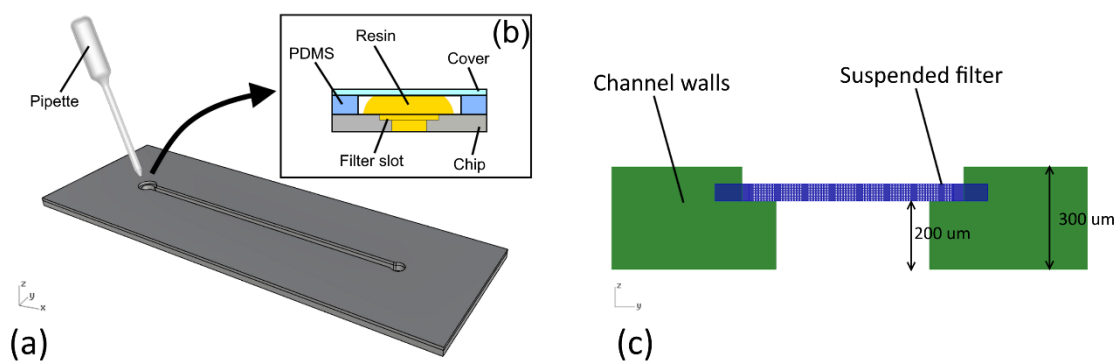 (a)
Pipette
z
y
x
(b)
PDMS
Resin
Cover
Filter slot
Chip
(c)
Channel walls
Suspended filter
200 um
300 um
z
y